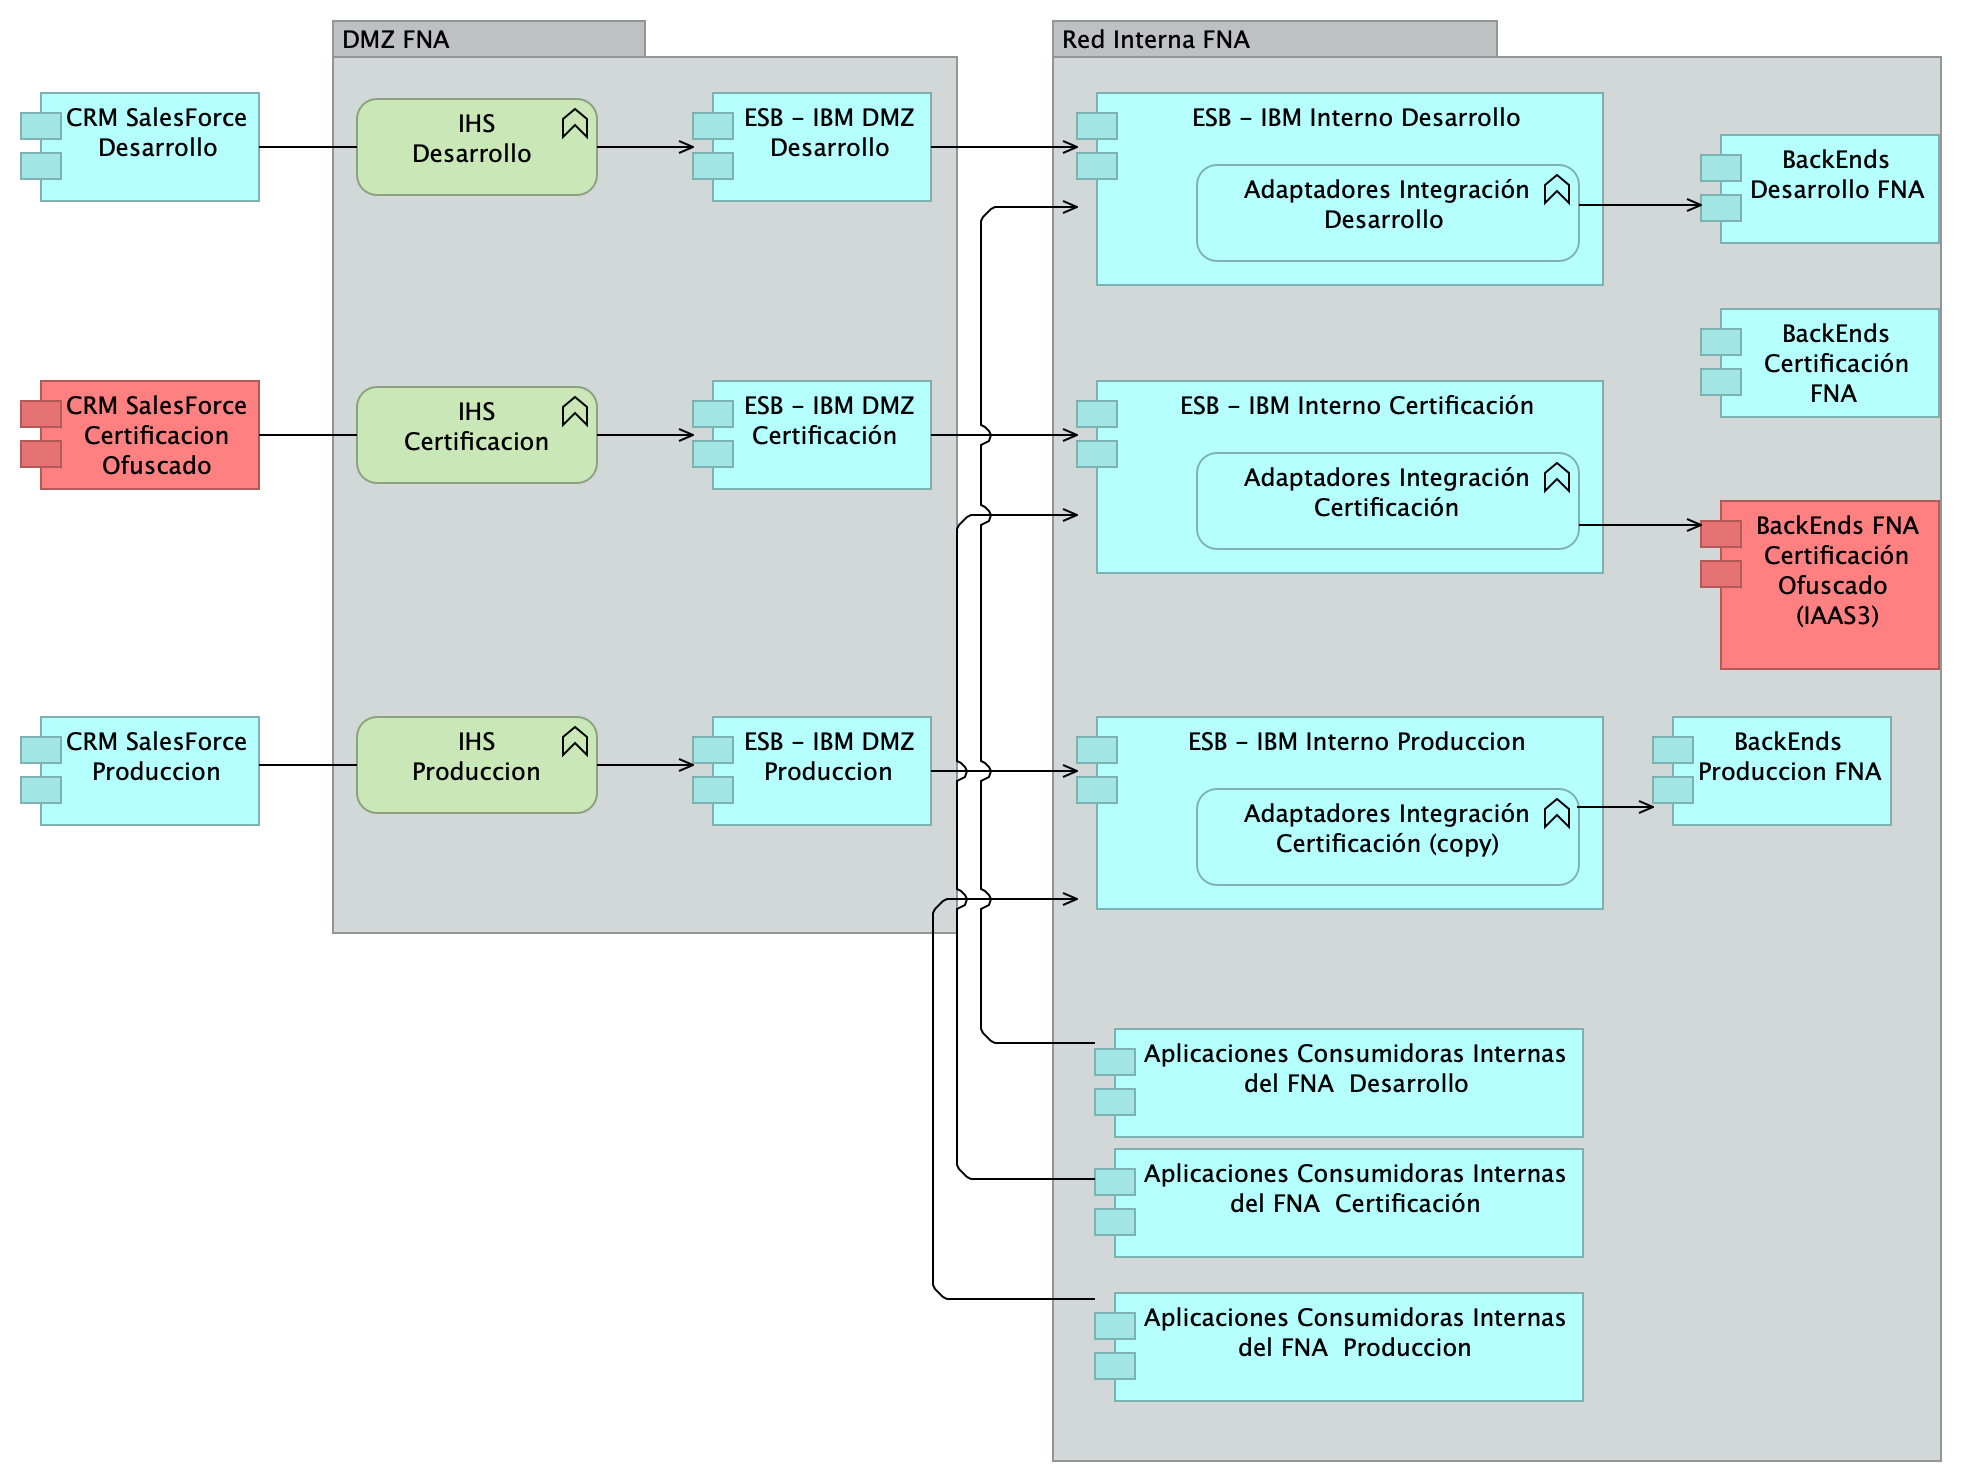 DMZ FNA
Red Interna FNA
CRM SalesForce
Desarrollo
IHS
Desarrollo
ESB - IBM DMZ
Desarrollo
ESB - IBM Interno Desarrollo
Adaptadores Integración
Desarrollo
BackEnds
Desarrollo FNA
BackEnds
Certificación
FNA
CRM SalesForce
Certificacion
Ofuscado
IHS
Certificacion
ESB - IBM DMZ
Certificación
ESB - IBM Interno Certificación
Adaptadores Integración
Certificación
BackEnds FNA
Certificación
Ofuscado
(IAAS3)
CRM SalesForce
Produccion
IHS
Produccion
ESB - IBM DMZ
Produccion
ESB - IBM Interno Produccion
Adaptadores Integración
Certificación (copy)
BackEnds
Produccion FNA
Aplicaciones Consumidoras Internas
del FNA  Desarrollo
Aplicaciones Consumidoras Internas
del FNA  Certificación
Aplicaciones Consumidoras Internas
del FNA  Produccion